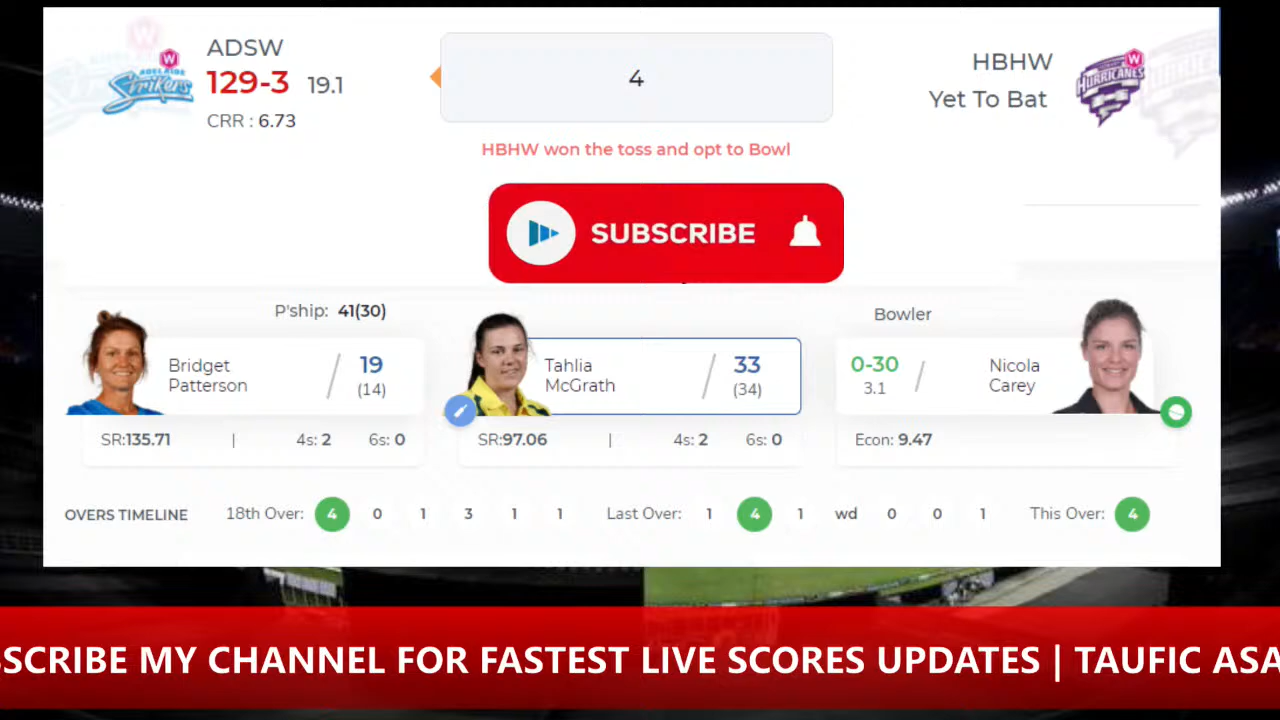 ADSW
129-3 19.1
CRR : 6.73
4
HBHW
Yet To Bat
W
ADELAIDE
Strikers
W
HURRICANES
HBHW won the toss and opt to Bowl
SUBSCRIBE
P'ship: 41(30)
Bowler
Bridget
Patterson
19
(14)
SR:135.71 | 4s: 2 6s: 0
Tahlia
McGrath
33
(34)
SR:97.06 | 4s: 2 6s: 0
0-30
3.1
Nicola
Carey
Econ: 9.47
OVERS TIMELINE 18th Over: 4 0 1 3 1 1 Last Over: 1 4 1 wd 0 0 1 This Over: 4
SCRIBE MY CHANNEL FOR FASTEST LIVE SCORES UPDATES | TAUFIC ASA